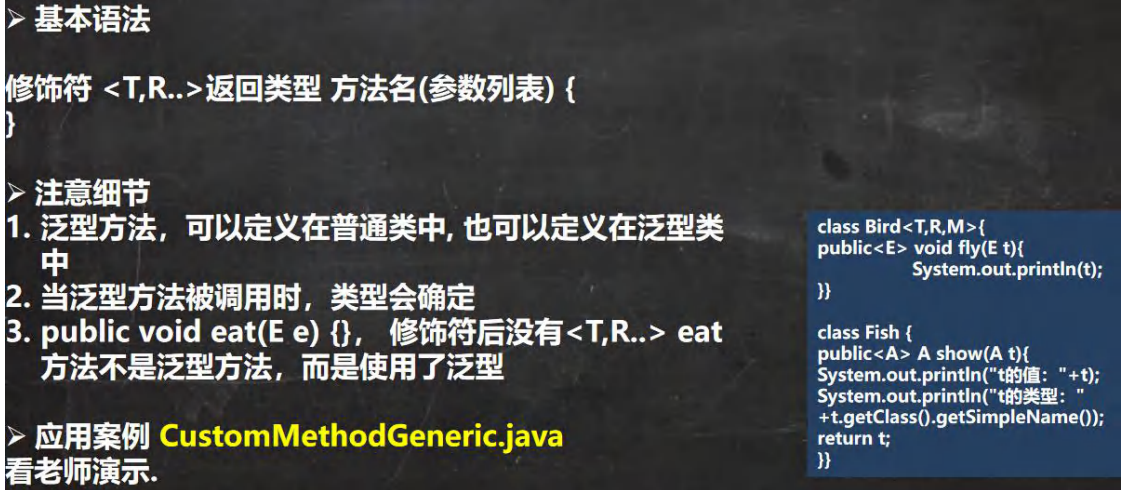 ➢ 基本语法
修饰符 <T,R..>返回类型 方法名(参数列表) {
}
➢ 注意细节
1. 泛型方法，可以定义在普通类中, 也可以定义在泛型类
中
2. 当泛型方法被调用时，类型会确定
3. public void eat(E e) {}， 修饰符后没有<T,R..> eat
方法不是泛型方法，而是使用了泛型
➢ 应用案例 CustomMethodGeneric.java
看老师演示.
class Bird<T,R,M>{
public<E> void fly(E t){
System.out.println(t);
}}
class Fish {
public<A> A show(A t){
System.out.println("t的值："+t);
System.out.println("t的类型："
+t.getClass().getSimpleName());
return t;
}}